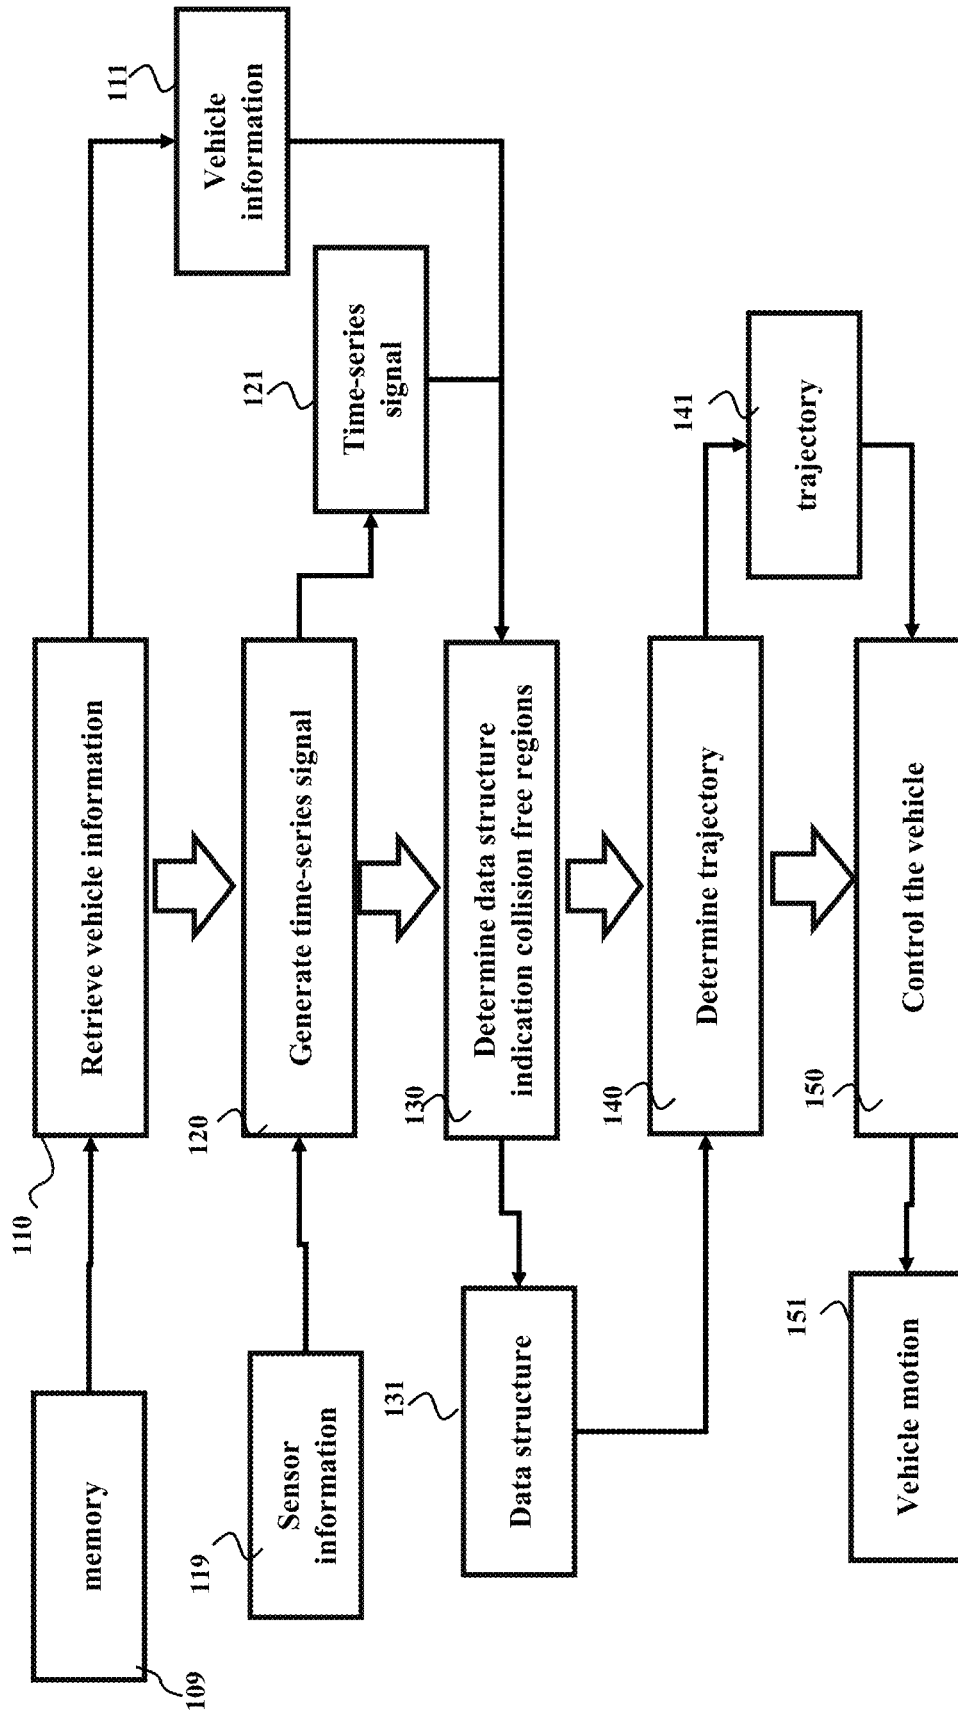 109
memory
110
Retrieve vehicle information
111
Vehicle
information
119
Sensor
information
120
Generate time-series signal
121
Time-series
signal
130
Determine data structure
indication collision free regions
131
Data structure
140
Determine trajectory
141
trajectory
150
Control the vehicle
151
Vehicle motion